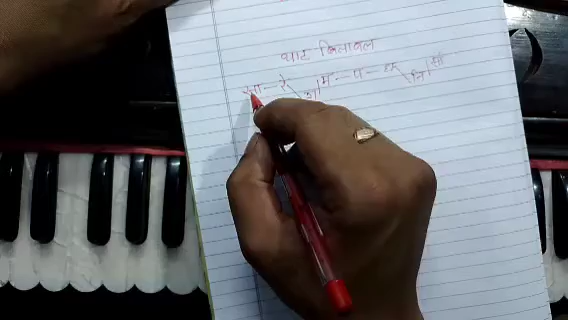 थाट बिलावल
सा - रे ग म - प - ध नि सां